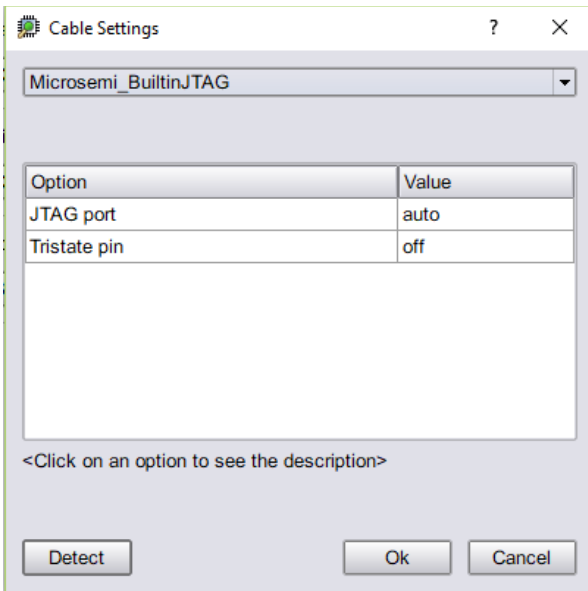 Cable Settings ?
Microsemi_BuiltinJTAG
Option Value
JTAG port auto
Tristate pin off
<Click on an option to see the description>
Detect Ok Cancel